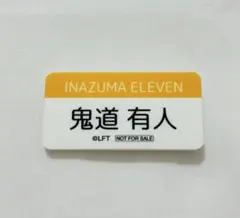 INAZUMA ELEVEN
鬼道 有人
©LFT NOT FOR SALE